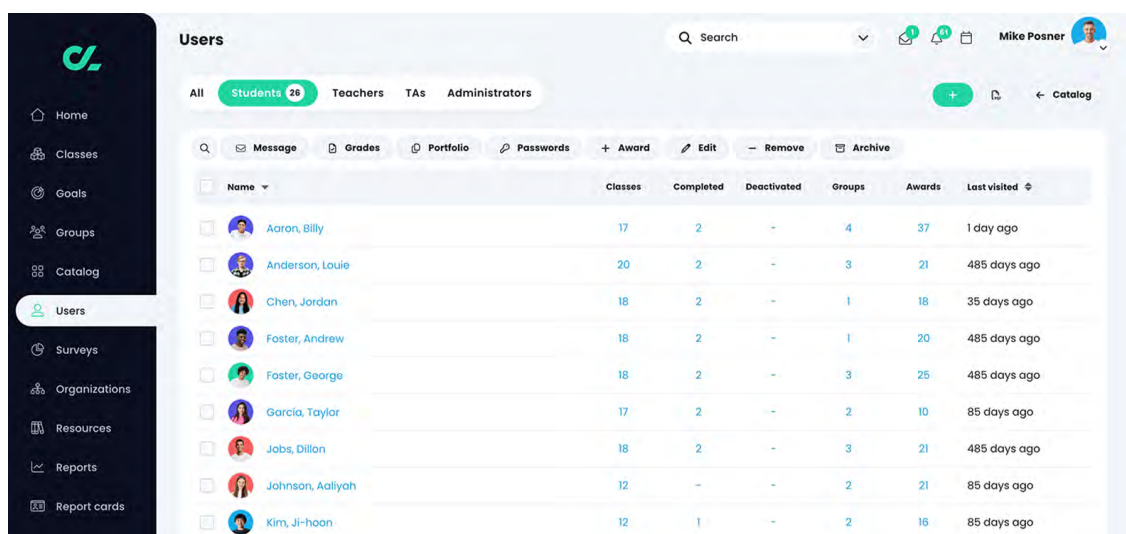 Users
Search
1
61
Mike Posner
All Students 26 Teachers TAs Administrators
+
← Catalog
Home
Classes
Goals
Groups
Catalog
Users
Surveys
Organizations
Resources
Reports
Report cards
Message Grades Portfolio Passwords + Award Edit — Remove Archive
Name Classes Completed Deactivated Groups Awards Last visited
Aaron, Billy 17 2 - 4 37 1 day ago
Anderson, Louie 20 2 - 3 21 485 days ago
Chen, Jordan 18 2 - 1 18 35 days ago
Foster, Andrew 18 2 - 1 20 485 days ago
Foster, George 18 2 - 3 25 485 days ago
García, Taylor 17 2 - 2 10 85 days ago
Jobs, Dillon 18 2 - 3 21 485 days ago
Johnson, Aaliyah 12 - - 2 21 85 days ago
Kim, Ji-hoon 12 1 - 2 16 85 days ago